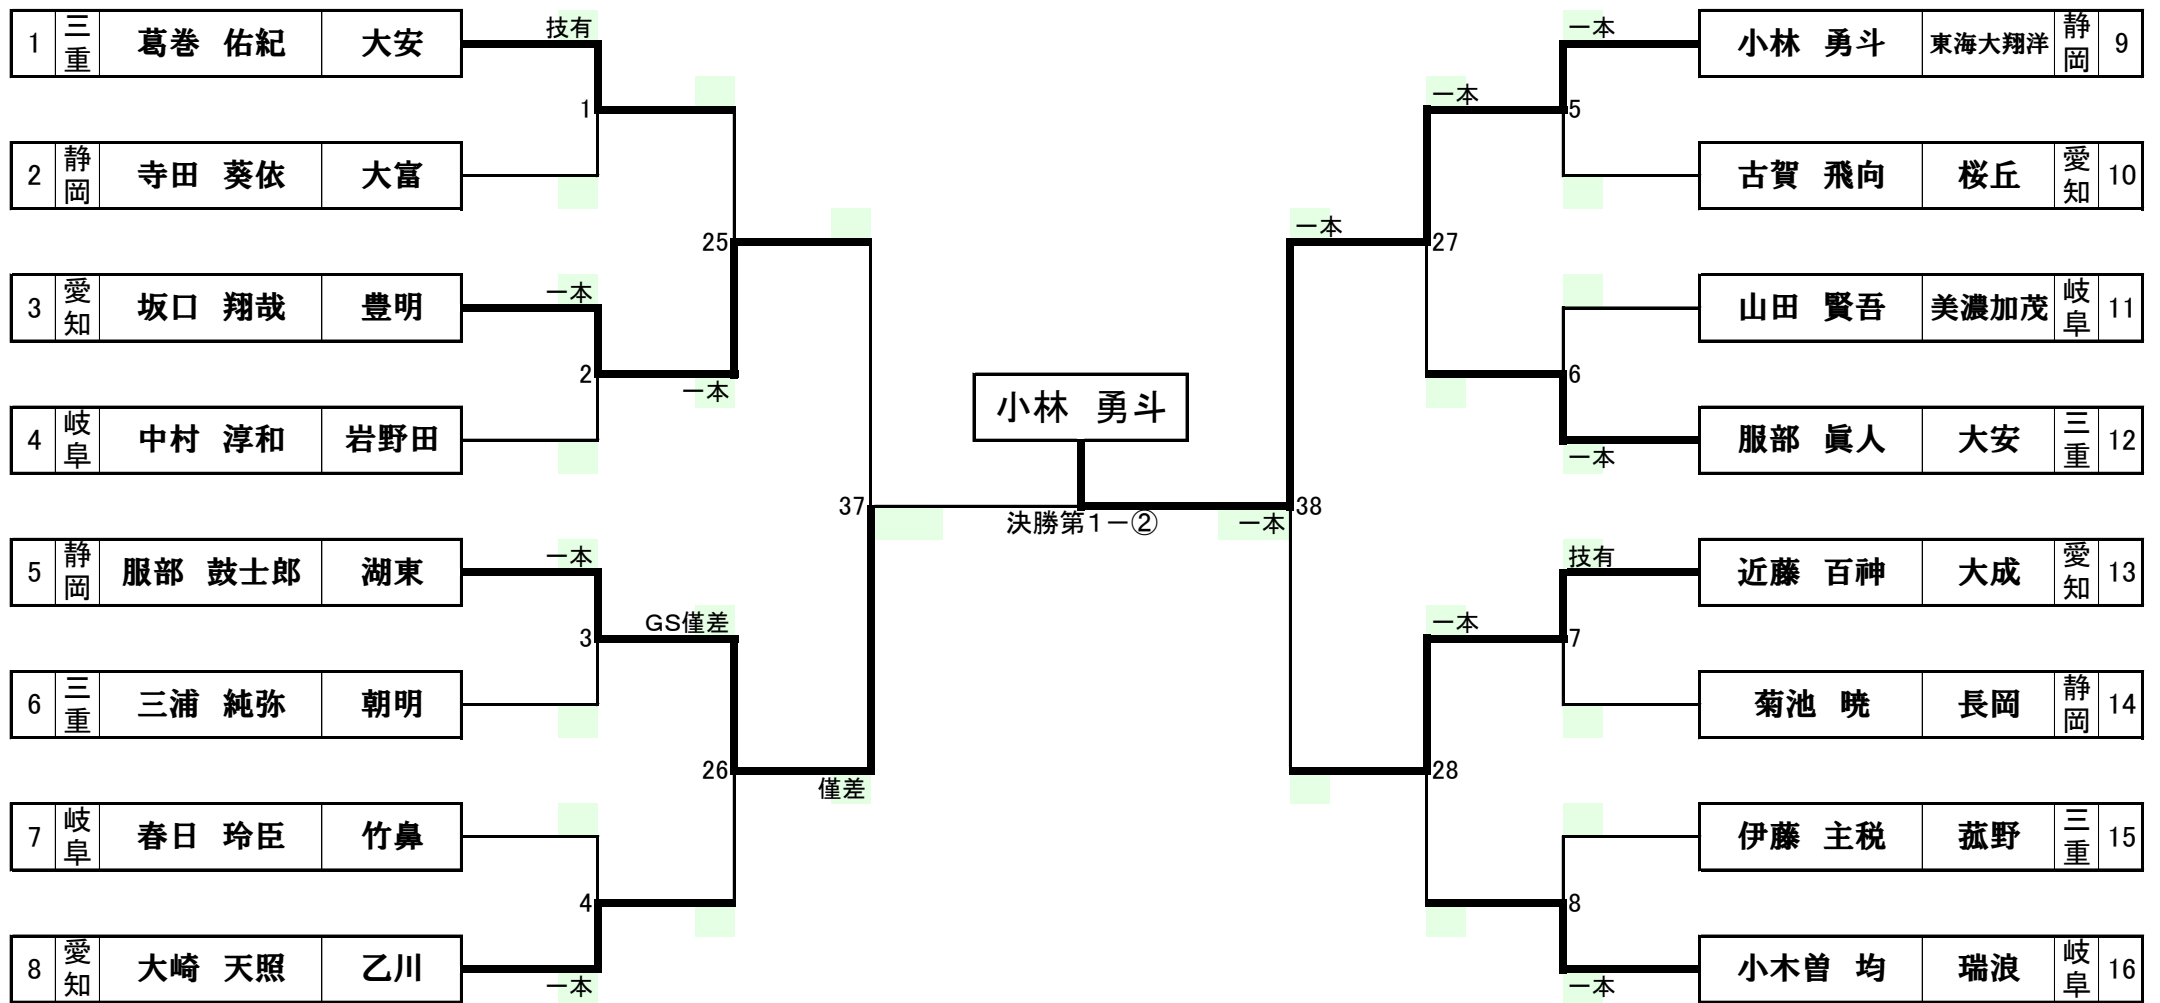 1 三重 葛巻 佑紀 大安
技有
1
2 静岡 寺田 葵依 大富
25
3 愛知 坂口 翔哉 豊明
一本
2
一本
4 岐阜 中村 淳和 岩野田
37
5 静岡 服部 鼓士郎 湖東
一本
GS僅差
3
6 三重 三浦 純弥 朝明
26
僅差
7 岐阜 春日 玲臣 竹鼻
4
8 愛知 大崎 天照 乙川
一本
小林 勇斗
決勝第1－②
一本
小林 勇斗 東海大翔洋 静岡 9
一本
一本
5
古賀 飛向 桜丘 愛知 10
一本
27
山田 賢吾 美濃加茂 岐阜 11
6
服部 眞人 大安 三重 12
一本
38
近藤 百神 大成 愛知 13
技有
一本
7
菊池 暁 長岡 静岡 14
28
伊藤 主税 菰野 三重 15
8
小木曽 均 瑞浪 岐阜 16
一本